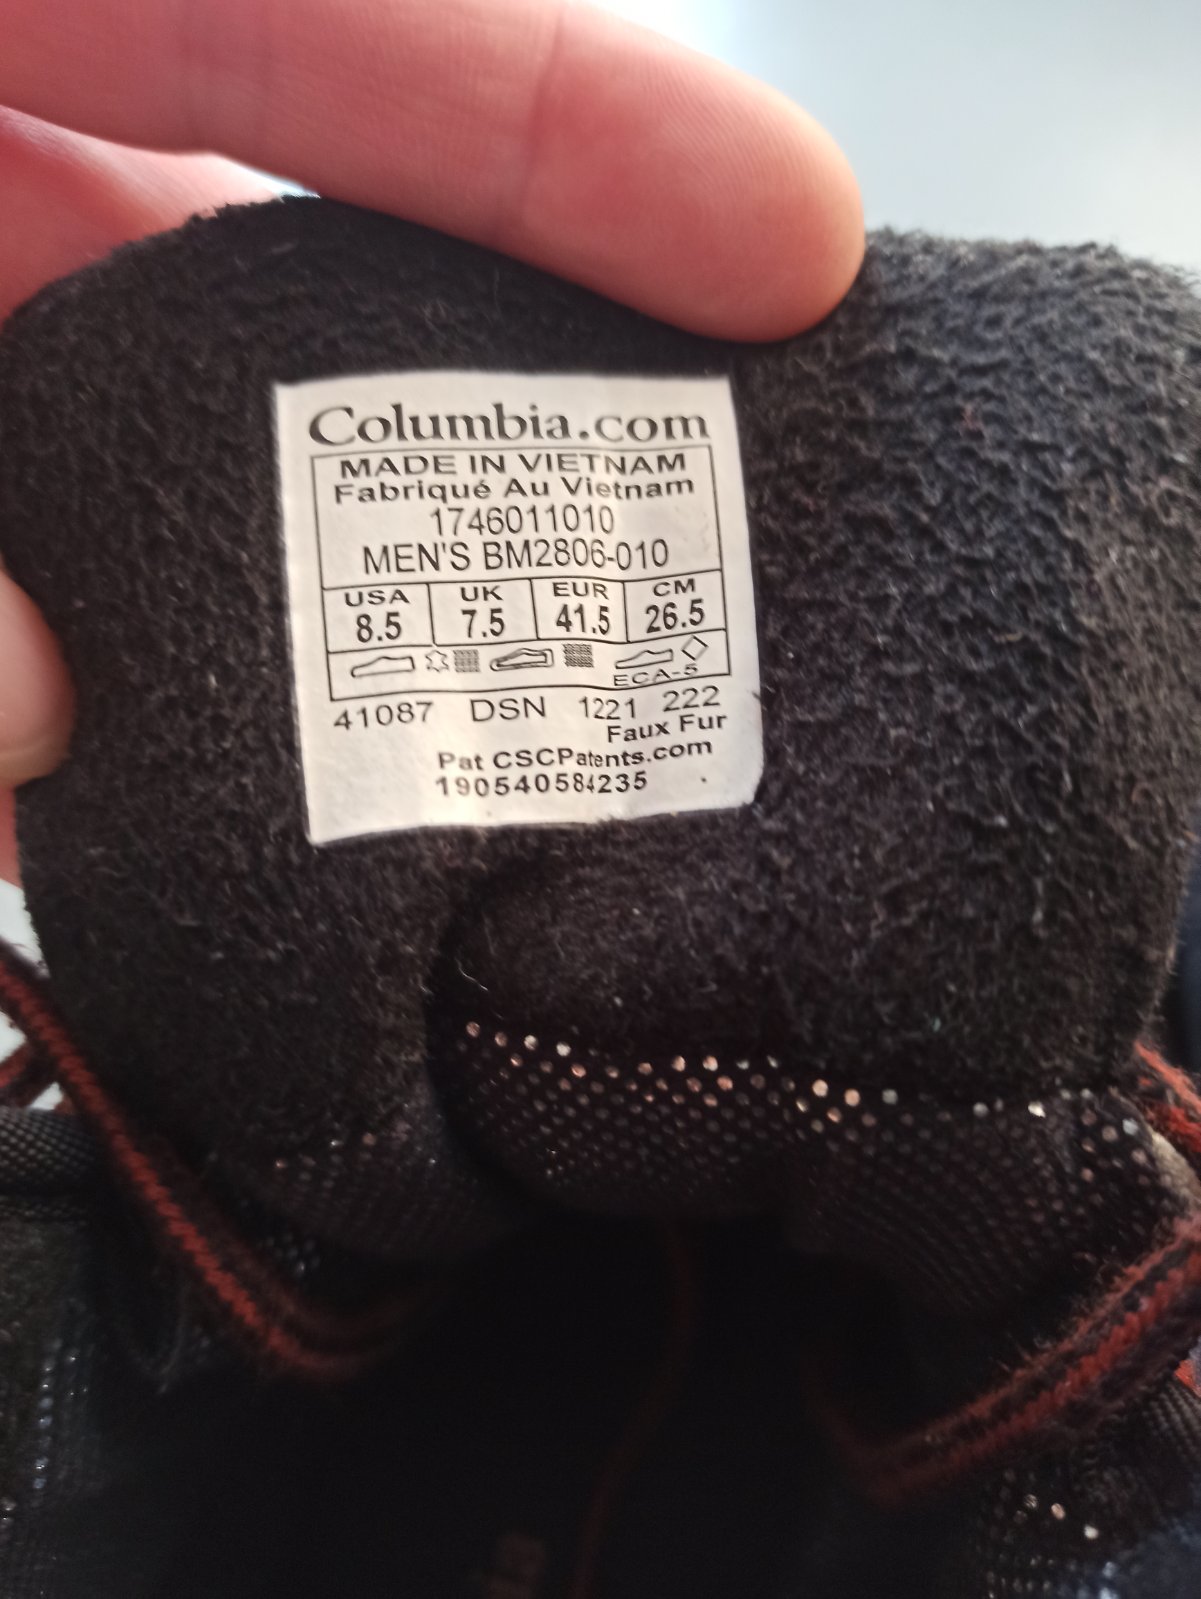 Columbia.com
MADE IN VIETNAM
Fabriqué Au Vietnam
1746011010
MEN'S BM2806-010
USA UK EUR CM
8.5 7.5 41.5 26.5
ECA-5
41087 DSN 1221 222
Faux Fur
Pat CSCPatents.com
190540584235